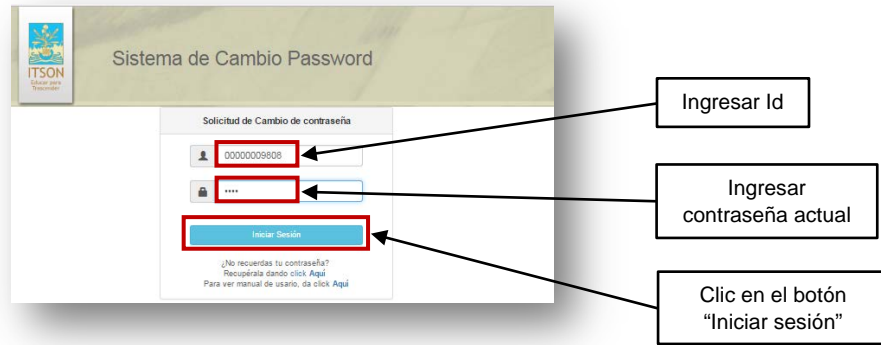 ITSON
Educar para
Trascender
Sistema de Cambio Password
Solicitud de Cambio de contraseña
00000009808
••••
Iniciar Sesión
¿No recuerdas tu contraseña?
Recupérala dando click Aquí
Para ver manual de usario, da click Aquí
Ingresar Id
Ingresar
contraseña actual
Clic en el botón
“Iniciar sesión”